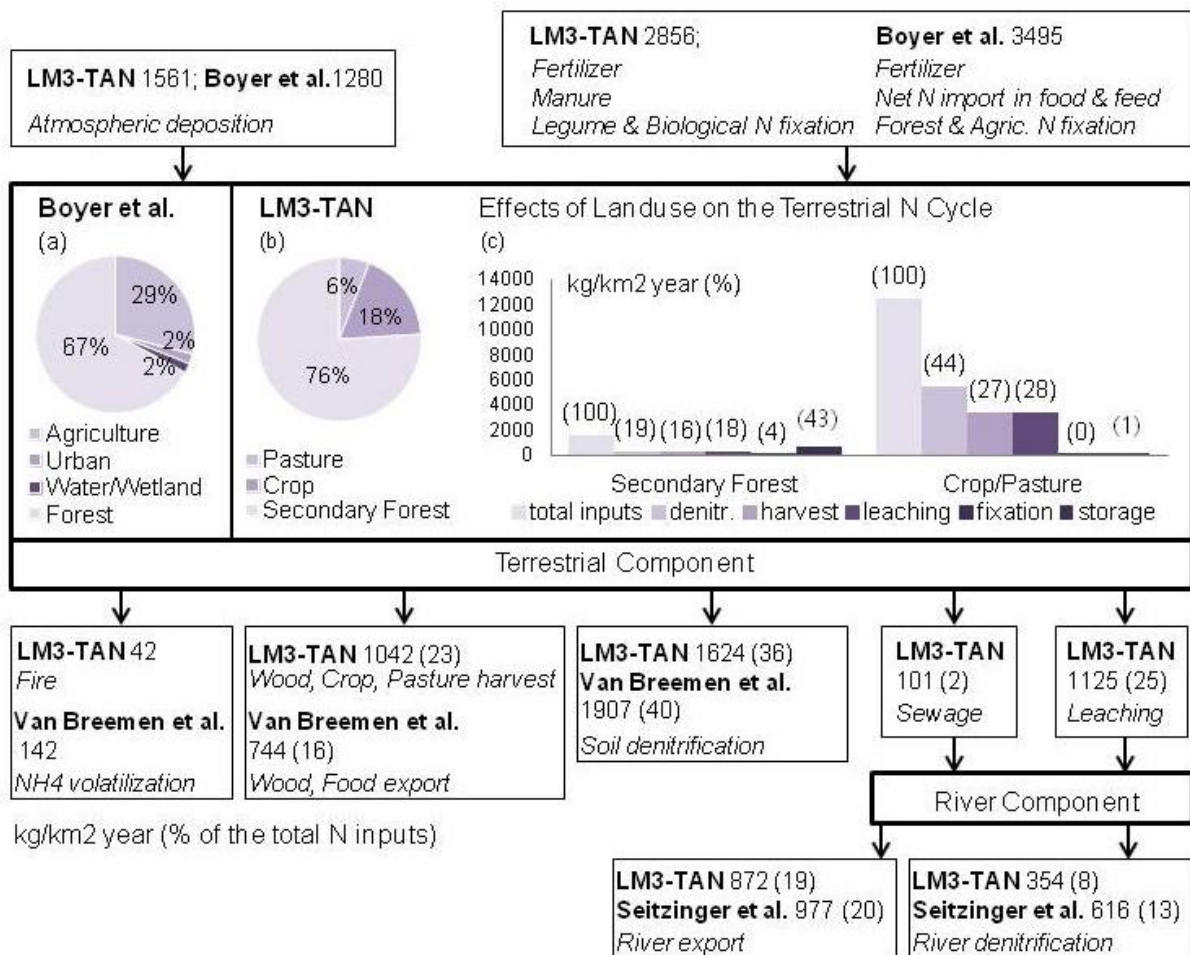 LM3-TAN 1561; Boyer et al.1280
Atmospheric deposition
LM3-TAN 2856;
Fertilizer
Manure
Legume & Biological N fixation
Boyer et al. 3495
Fertilizer
Net N import in food & feed
Forest & Agric. N fixation
Boyer et al.
(a)
29%
2%
2%
67%
Agriculture
Urban
Water/Wetland
Forest
LM3-TAN
(b)
6%
18%
76%
Pasture
Crop
Secondary Forest
Effects of Landuse on the Terrestrial N Cycle
(c)
kg/km2 year (%)
14000
12000
10000
8000
6000
4000
2000
0
(100)
(19)
(16)
(18)
(4)
(43)
(100)
(44)
(27)
(28)
(0)
(1)
Secondary Forest
Crop/Pasture
total inputs denitr. harvest leaching fixation storage
Terrestrial Component
LM3-TAN 42
Fire
Van Breemen et al.
142
NH4 volatilization
LM3-TAN 1042 (23)
Wood, Crop, Pasture harvest
Van Breemen et al.
744 (16)
Wood, Food export
LM3-TAN 1624 (36)
Van Breemen et al.
1907 (40)
Soil denitrification
LM3-TAN
101 (2)
Sewage
LM3-TAN
1125 (25)
Leaching
River Component
kg/km2 year (% of the total N inputs)
LM3-TAN 872 (19)
Seitzinger et al. 977 (20)
River export
LM3-TAN 354 (8)
Seitzinger et al. 616 (13)
River denitrification